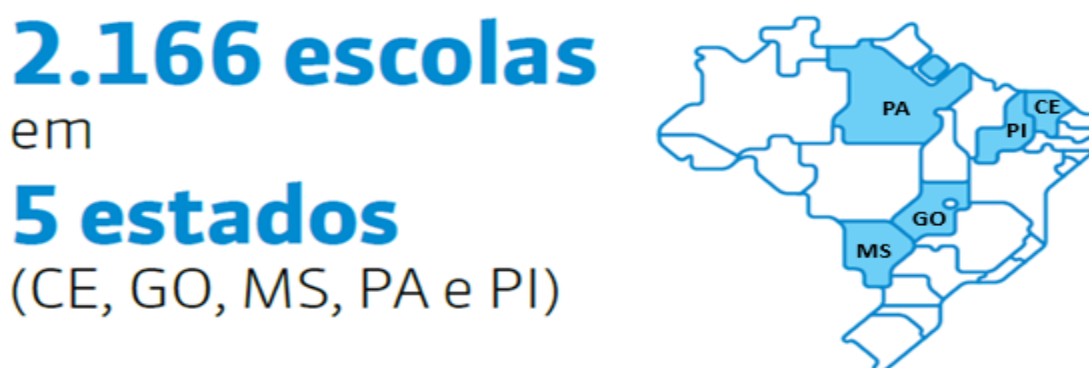 2.166 escolas
em
5 estados
(CE, GO, MS, PA e PI)
PA
CE
PI
GO
MS